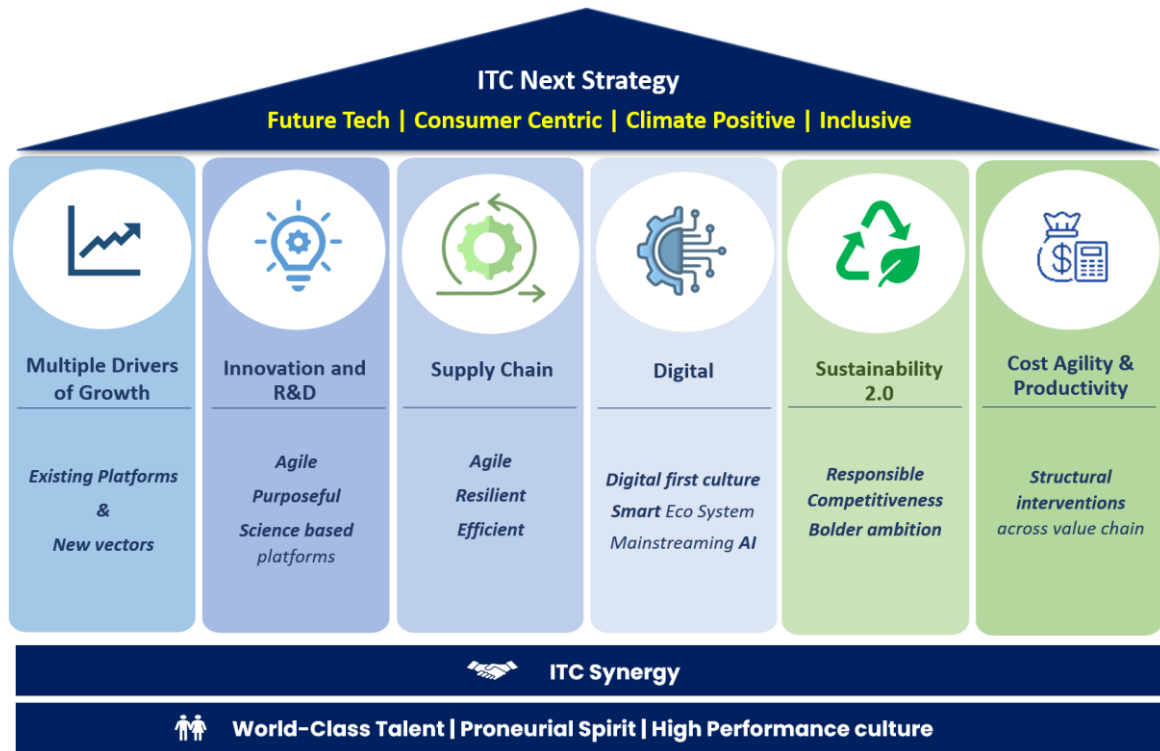 ITC Next Strategy
Future Tech | Consumer Centric | Climate Positive | Inclusive
Multiple Drivers
of Growth
Existing Platforms
&
New vectors
Innovation and
R&D
Agile
Purposeful
Science based
platforms
Supply Chain
Agile
Resilient
Efficient
Digital
Digital first culture
Smart Eco System
Mainstreaming AI
Sustainability
2.0
Responsible
Competitiveness
Bolder ambition
$
Cost Agility &
Productivity
Structural
interventions
across value chain
ITC Synergy
World-Class Talent | Proneurial Spirit | High Performance culture